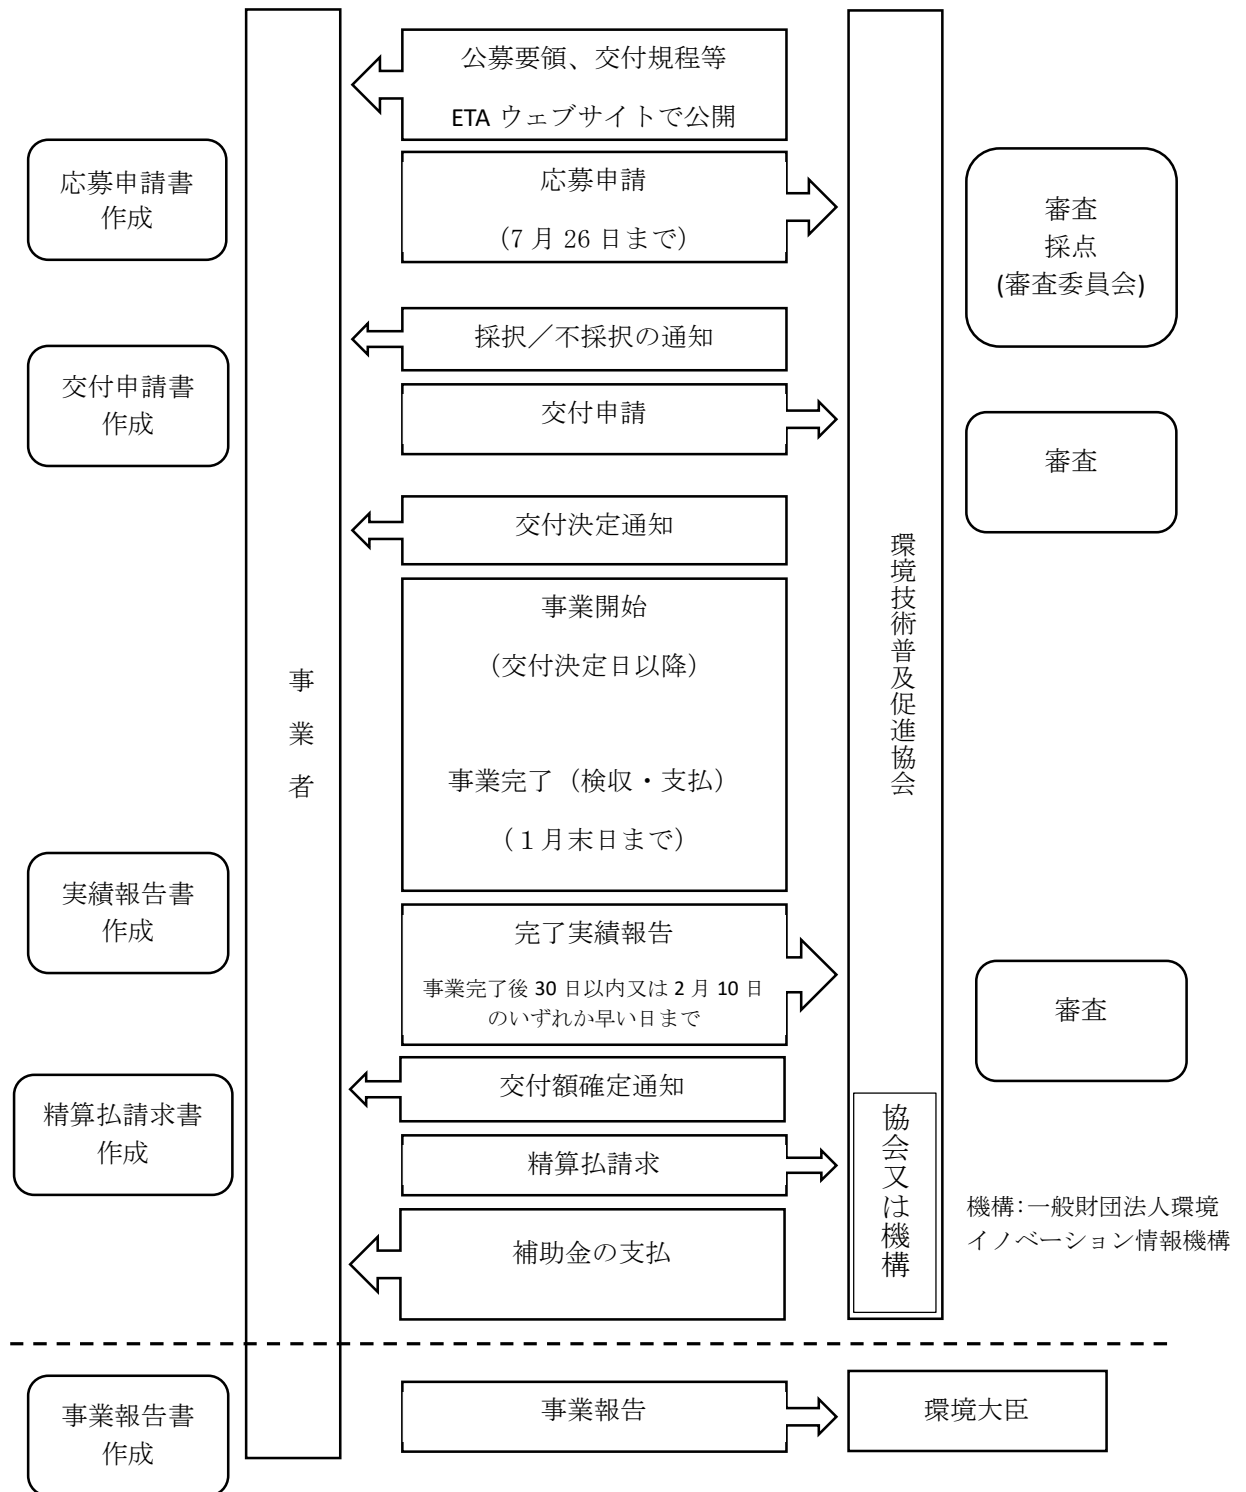 公募要領、交付規程等
ETA ウェブサイトで公開
応募申請書
作成
応募申請
（7 月 26 日まで）
審査
採点
(審査委員会)
採択／不採択の通知
交付申請書
作成
交付申請
審査
交付決定通知
事業開始
（交付決定日以降）
事業完了（検収・支払）
（１月末日まで）
事業者
環境技術普及促進協会
実績報告書
作成
完了実績報告
事業完了後 30 日以内又は 2 月 10 日
のいずれか早い日まで
審査
交付額確定通知
精算払請求書
作成
精算払請求
協会又は機構
機構：一般財団法人環境
イノベーション情報機構
補助金の支払
事業報告書
作成
事業報告
環境大臣